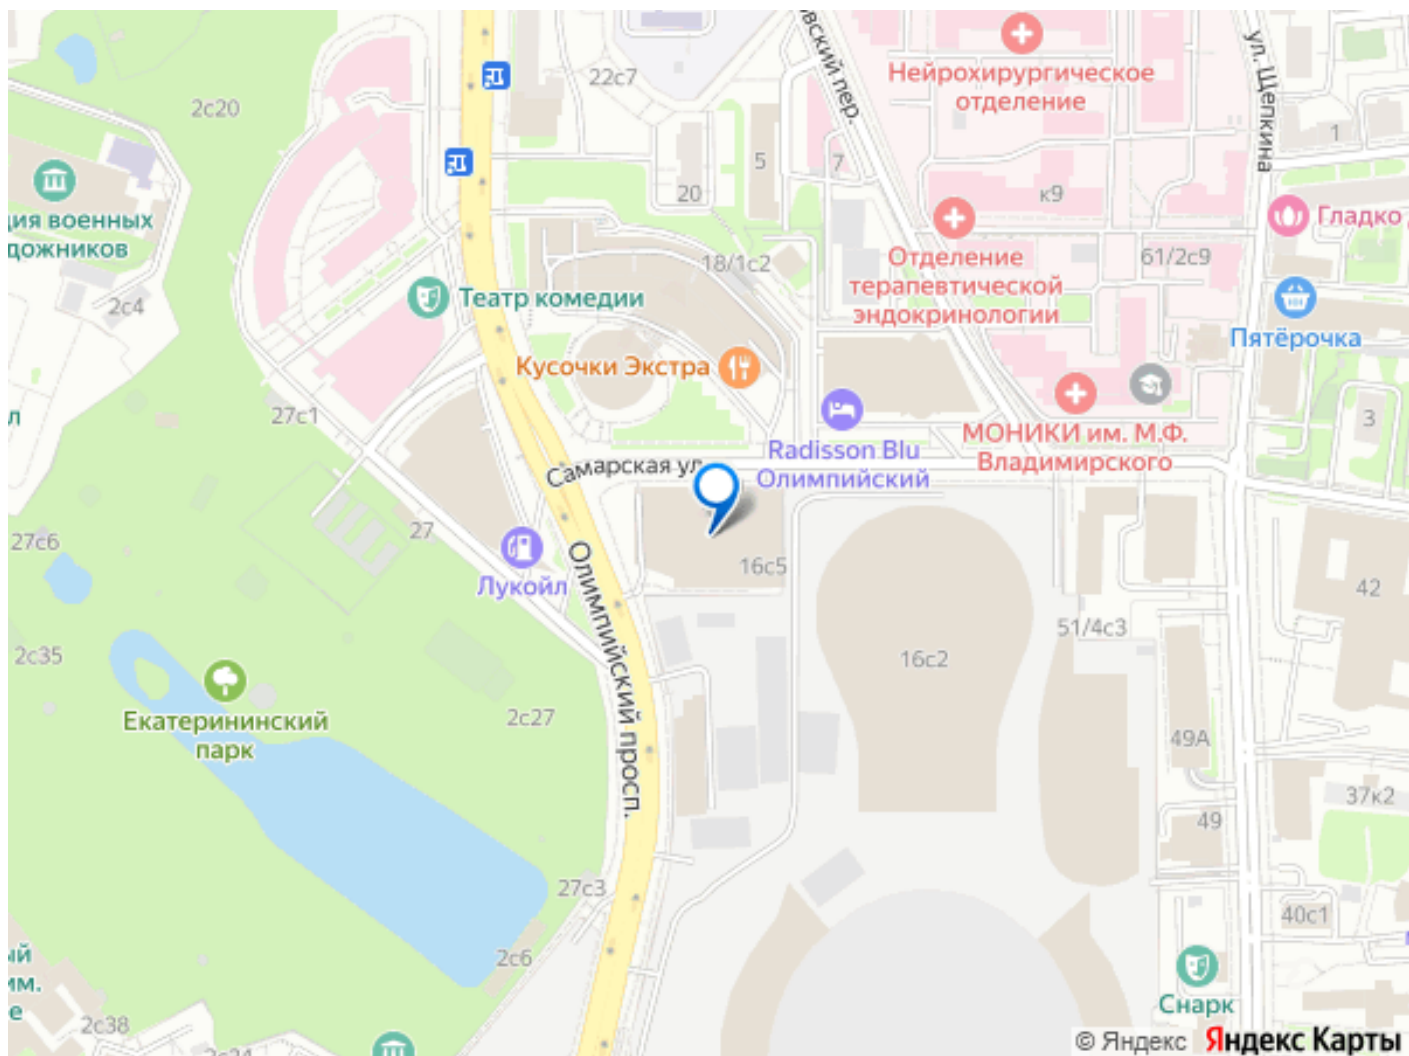 вский пер.
ул. Щепкина
Нейрохирургическое
отделение
22с7
2с20
1
5
7
20
к9
ция военных
дожников
Гладко
Отделение
терапевтической
эндокринологии
18/1с2
61/2с9
2с4
Театр комедии
Пятёрочка
Кусочки Экстра
27с1
л
3
МОНИКИ им. М.Ф.
Владимирского
Radisson Blu
Олимпийский
Самарская ул
27
27с6
Лукойл
16с5
42
Олимпийский просп.
51/4с3
2с35
16с2
Екатерининский
парк
2с27
49А
37к2
49
27с3
40с1
2с6
ый
им.
е
Снарк
2с38
© Яндекс Яндекс Карты